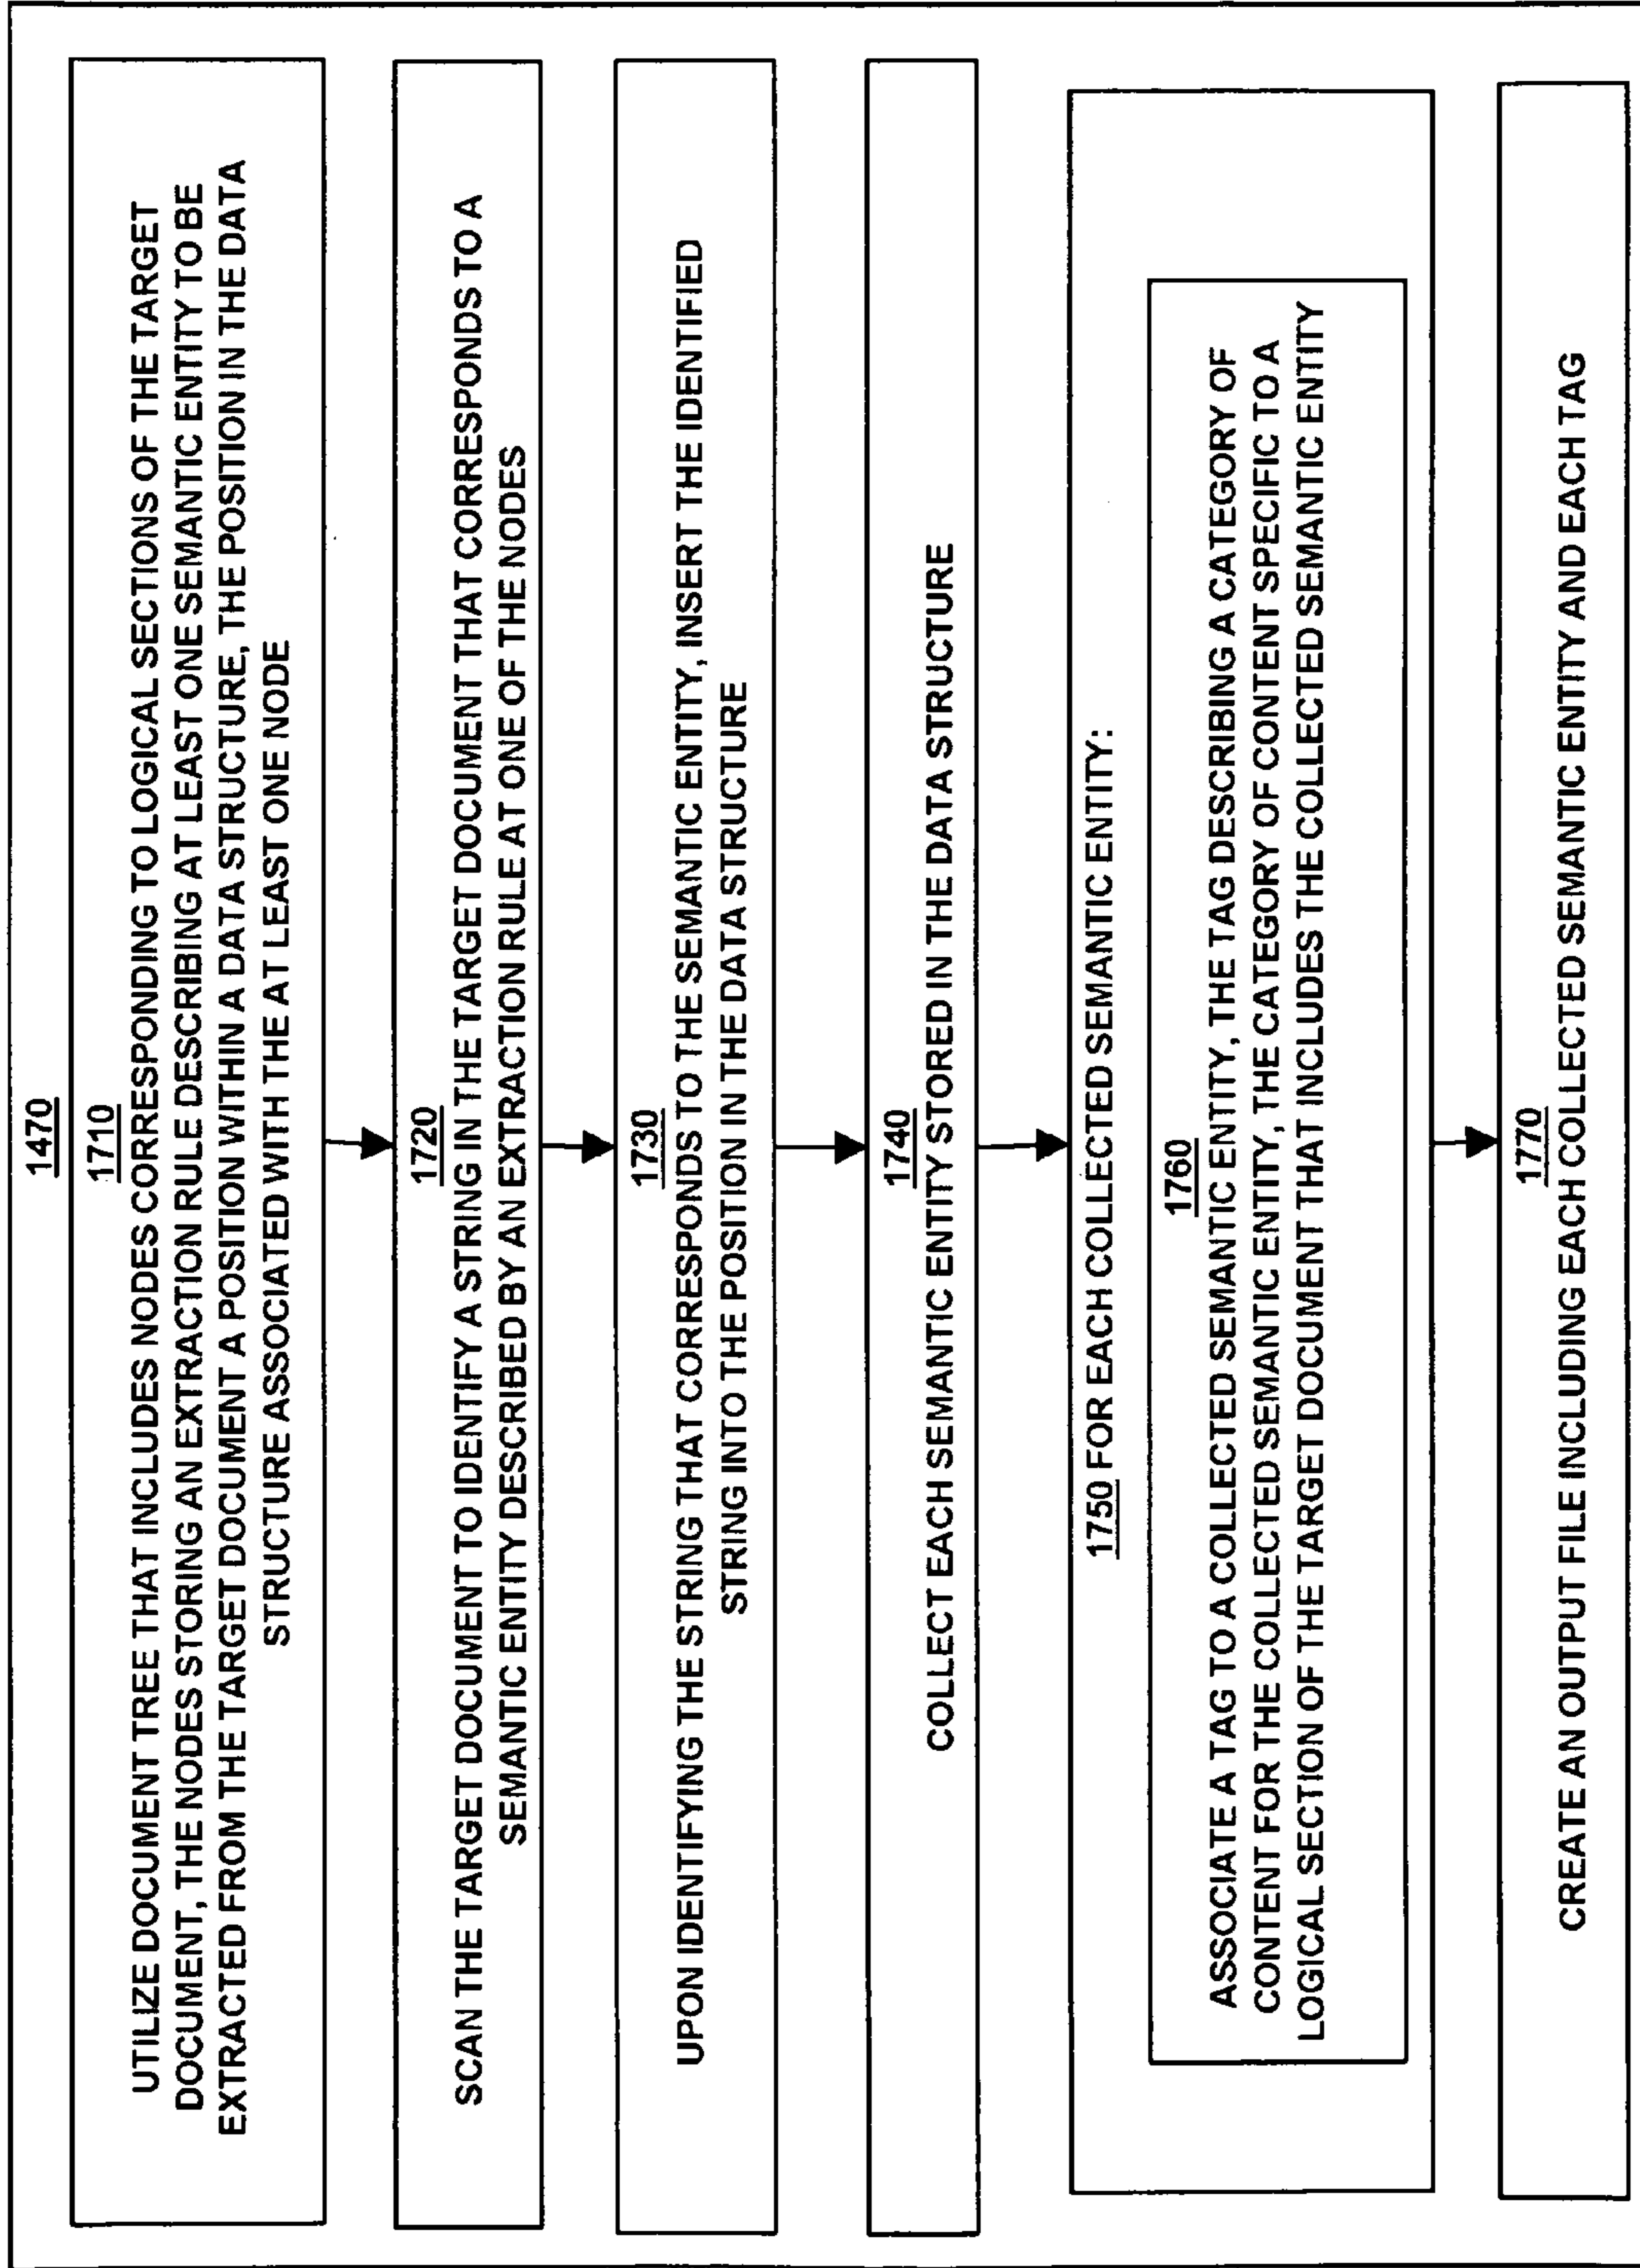 1470
1710
UTILIZE DOCUMENT TREE THAT INCLUDES NODES CORRESPONDING TO LOGICAL SECTIONS OF THE TARGET
DOCUMENT, THE NODES STORING AN EXTRACTION RULE DESCRIBING AT LEAST ONE SEMANTIC ENTITY TO BE
EXTRACTED FROM THE TARGET DOCUMENT A POSITION WITHIN A DATA STRUCTURE, THE POSITION IN THE DATA
STRUCTURE ASSOCIATED WITH THE AT LEAST ONE NODE
1720
SCAN THE TARGET DOCUMENT TO IDENTIFY A STRING IN THE TARGET DOCUMENT THAT CORRESPONDS TO A
SEMANTIC ENTITY DESCRIBED BY AN EXTRACTION RULE AT ONE OF THE NODES
1730
UPON IDENTIFYING THE STRING THAT CORRESPONDS TO THE SEMANTIC ENTITY, INSERT THE IDENTIFIED
STRING INTO THE POSITION IN THE DATA STRUCTURE
1740
COLLECT EACH SEMANTIC ENTITY STORED IN THE DATA STRUCTURE
1750 FOR EACH COLLECTED SEMANTIC ENTITY:
1760
ASSOCIATE A TAG TO A COLLECTED SEMANTIC ENTITY, THE TAG DESCRIBING A CATEGORY OF
CONTENT FOR THE COLLECTED SEMANTIC ENTITY, THE CATEGORY OF CONTENT SPECIFIC TO A
LOGICAL SECTION OF THE TARGET DOCUMENT THAT INCLUDES THE COLLECTED SEMANTIC ENTITY
1770
CREATE AN OUTPUT FILE INCLUDING EACH COLLECTED SEMANTIC ENTITY AND EACH TAG